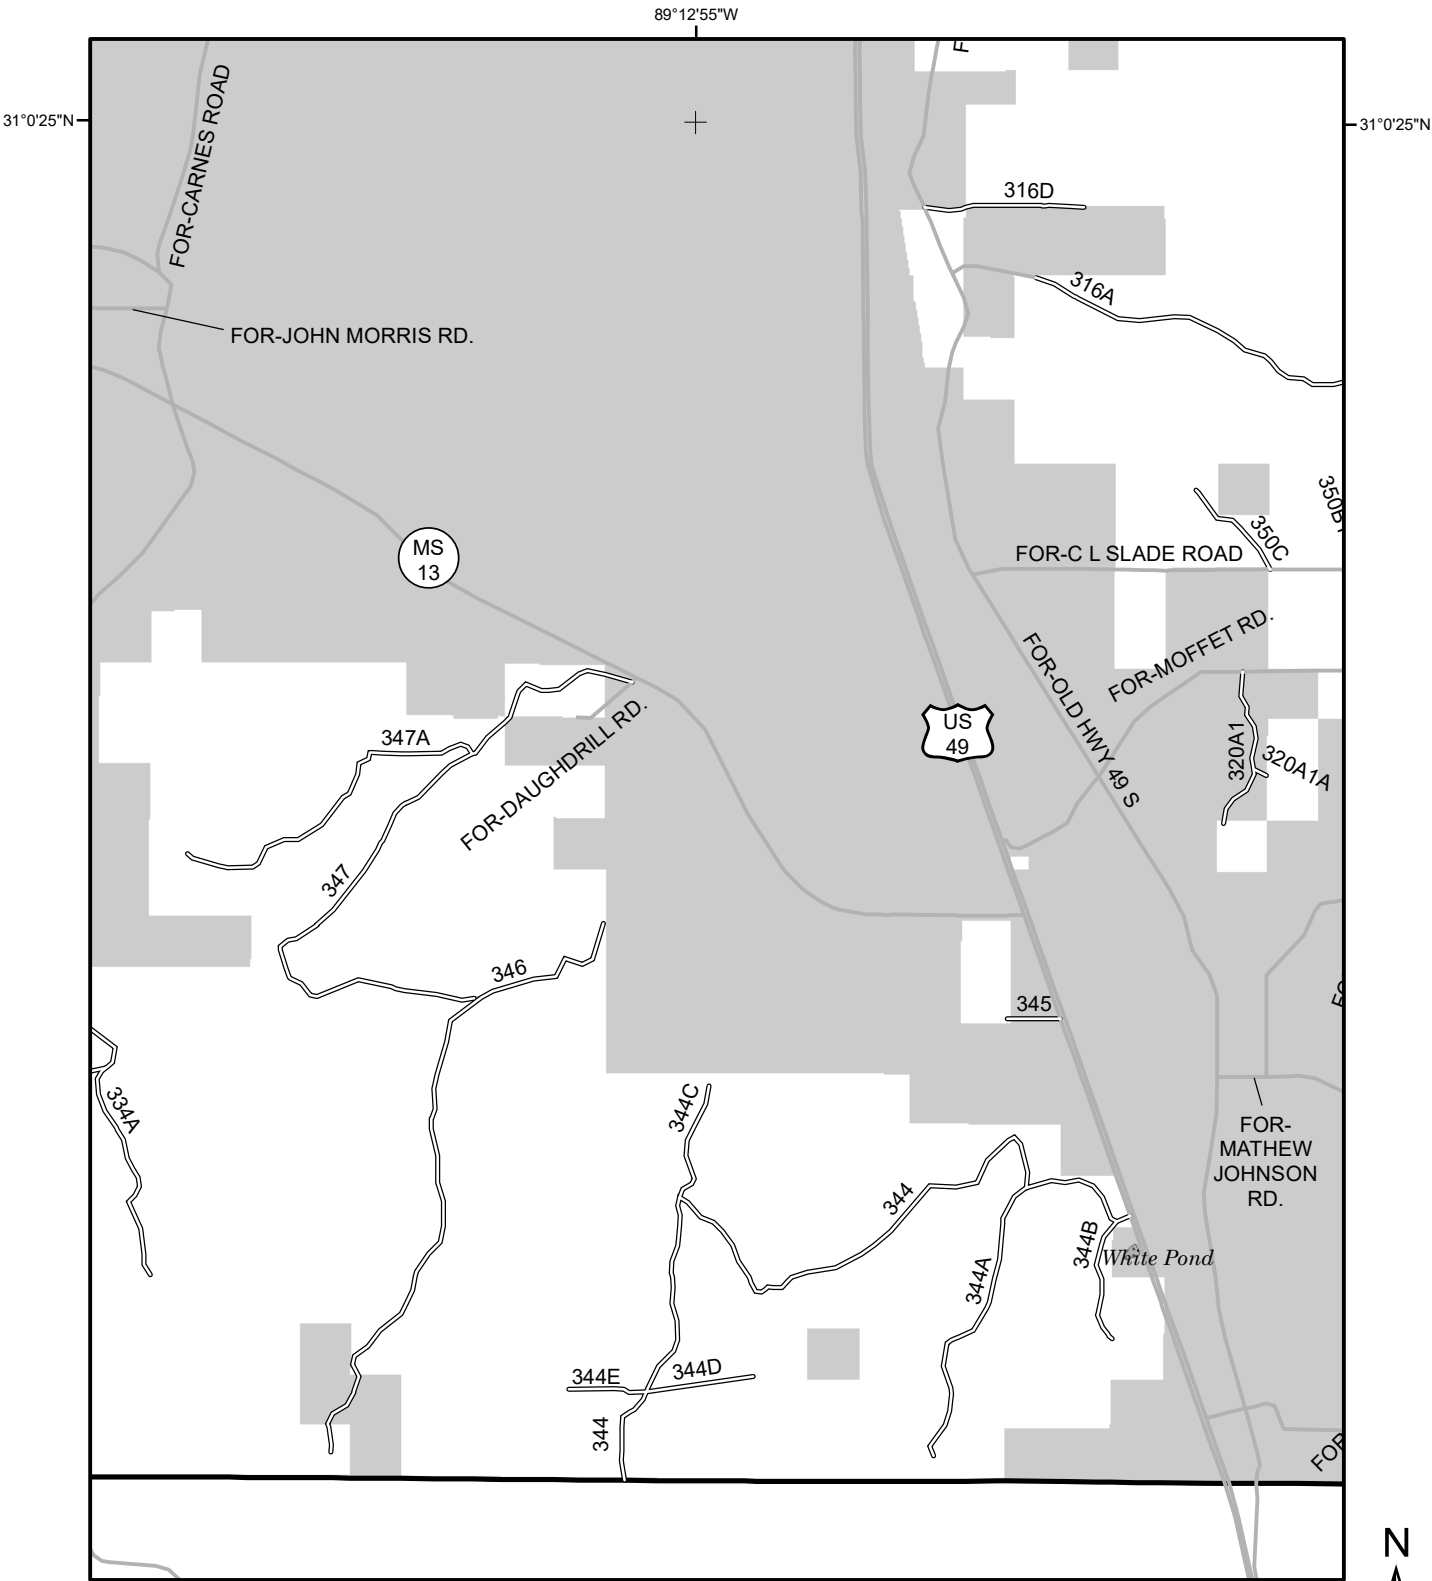 89°12'55"W
31°0'25"N
31°0'25"N
FOR-CARNES ROAD
F
316D
316A
FOR-JOHN MORRIS RD.
350B1
350C
MS
13
FOR-C L SLADE ROAD
FOR-MOFFET RD.
FOR-OLD HWY 49 S
US
49
347A
FOR-DAUGHDRILL RD.
320A1
320A1A
347
346
345
334A
344C
FOR-
MATHEW
JOHNSON
RD.
344
344B
White Pond
344A
344E
344D
344
FOR
N